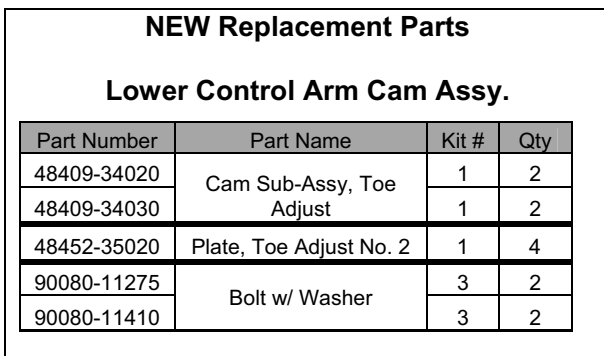 NEW Replacement Parts
Lower Control Arm Cam Assy.
Part Number Part Name Kit # Qty
48409-34020 Cam Sub-Assy, Toe Adjust 1 2
48409-34030 1 2
48452-35020 Plate, Toe Adjust No. 2 1 4
90080-11275 Bolt w/ Washer 3 2
90080-11410 3 2